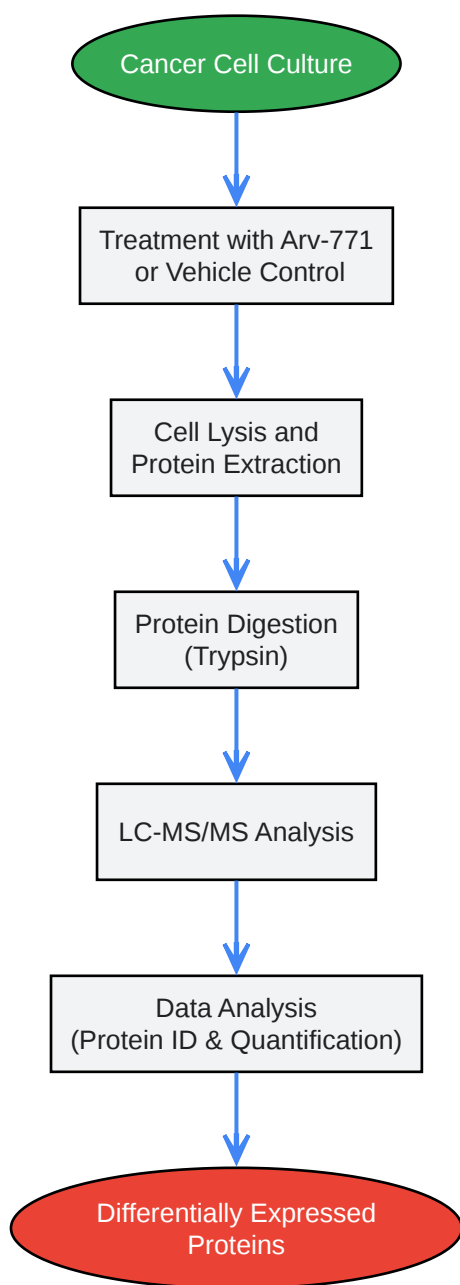 Cancer Cell Culture
Treatment with Arv-771
or Vehicle Control
Cell Lysis and
Protein Extraction
Protein Digestion
(Trypsin)
LC-MS/MS Analysis
Data Analysis
(Protein ID & Quantification)
Differentially Expressed
Proteins